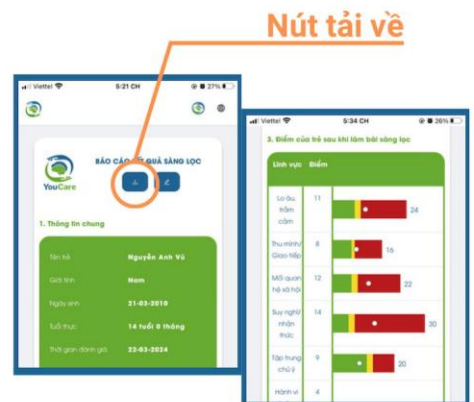 Nút tải về
Viettel 5:21 CH 27%
YouCare
BÁO CÁO KẾT QUẢ SÀNG LỌC
1. Thông tin chung
Tên trẻ Nguyễn Anh Vũ
Giới tính Nam
Ngày sinh 21-03-2010
Tuổi thực 14 tuổi 0 tháng
Thời gian đánh giá 22-03-2024
Viettel 5:34 CH 26%
3. Điểm của trẻ sau khi làm bài sàng lọc
Lĩnh vực Điểm
Lo âu,
trầm
cảm
11 24
Thu mình/
Giao tiếp
8 16
Mối quan
hệ xã hội
12 22
Suy nghĩ/
nhận
thức
14 30
Tập trung
chú ý
9 20
Hành vi 4